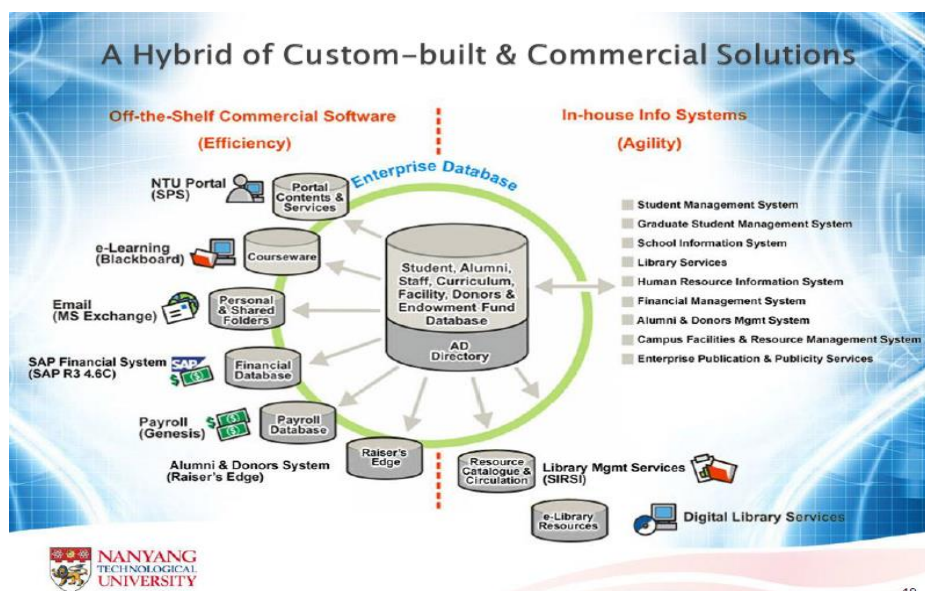 A Hybrid of Custom-built & Commercial Solutions
Off-the-Shelf Commercial Software
(Efficiency)
In-house Info Systems
(Agility)
Enterprise Database
NTU Portal
(SPS)
Portal
Contents &
Services
e-Learning
(Blackboard)
Courseware
Email
(MS Exchange)
Personal
& Shared
Folders
SAP Financial System
(SAP R3 4.6C)
SAP
Financial
Database
Payroll
(Genesis)
Payroll
Database
Alumni & Donors System
(Raiser's Edge)
Raiser's
Edge
Student, Alumni,
Staff, Curriculum,
Facility, Donors &
Endowment Fund
Database
AD
Directory
Student Management System
Graduate Student Management System
School Information System
Library Services
Human Resource Information System
Financial Management System
Alumni & Donors Mgmt System
Campus Facilities & Resource Management System
Enterprise Publication & Publicity Services
Resource
Catalogue &
Circulation
Library Mgmt Services
(SIRSI)
e-Library
Resources
Digital Library Services
NANYANG
TECHNOLOGICAL
UNIVERSITY